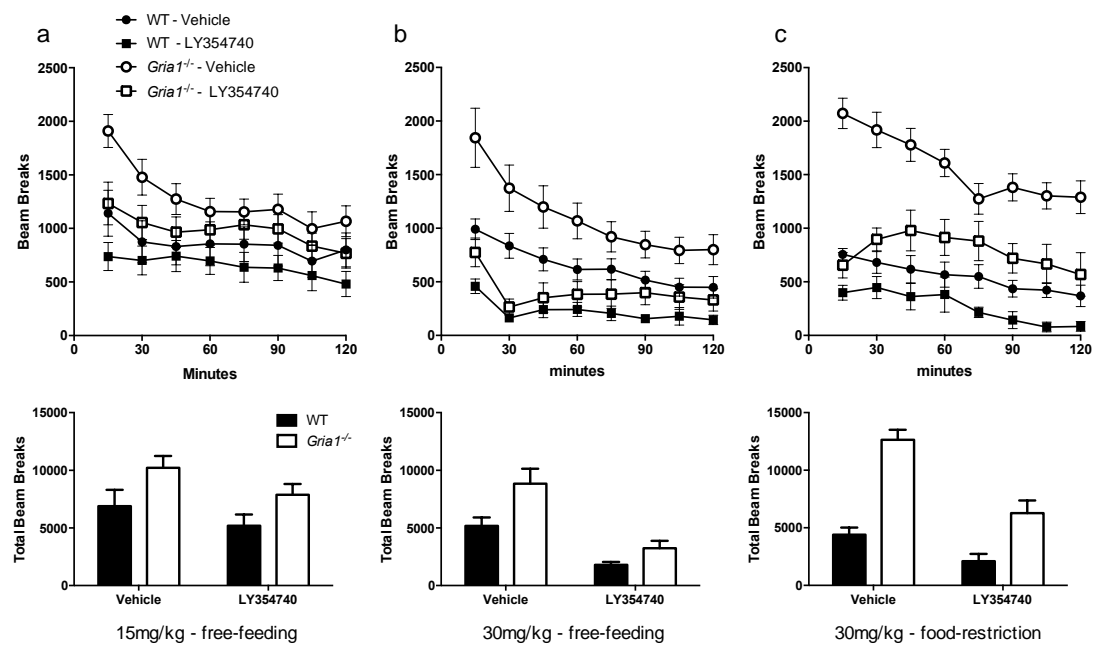 a
WT - Vehicle
WT - LY354740
Gria1-/- - Vehicle
Gria1-/- - LY354740
b
c
Beam Breaks
2500
2000
1500
1000
500
0
0 30 60 90 120
Minutes
Beam Breaks
2500
2000
1500
1000
500
0
0 30 60 90 120
minutes
Beam Breaks
2500
2000
1500
1000
500
0
0 30 60 90 120
minutes
Total Beam Breaks
15000
10000
5000
0
WT
Gria1-/-
Vehicle LY354740
15mg/kg - free-feeding
Total Beam Breaks
15000
10000
5000
0
Vehicle LY354740
30mg/kg - free-feeding
Total Beam Breaks
15000
10000
5000
0
Vehicle LY354740
30mg/kg - food-restriction